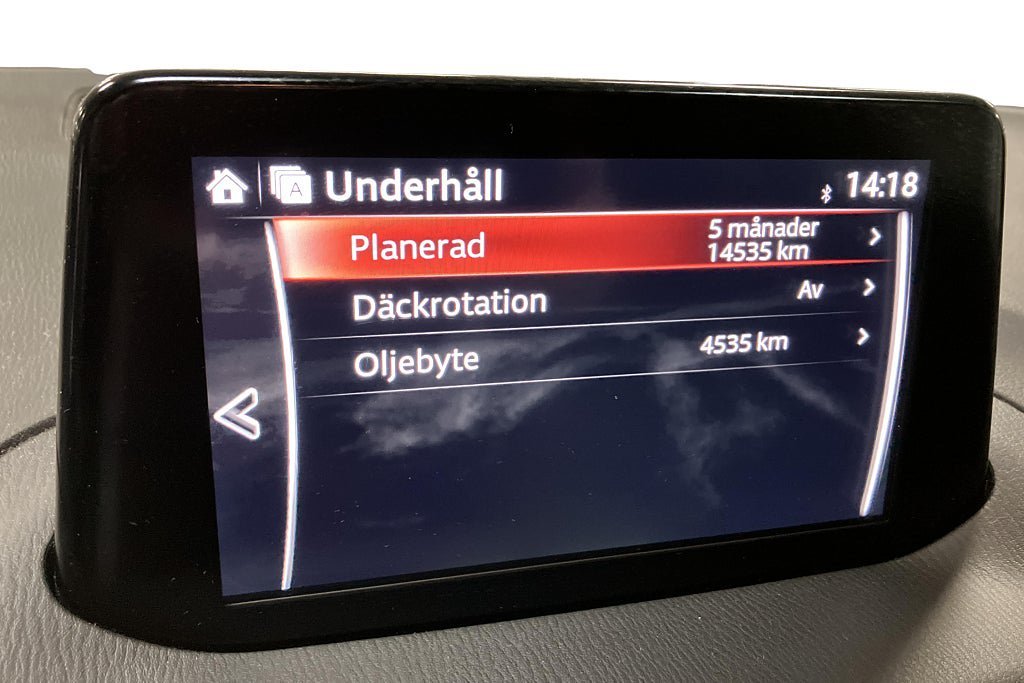 A Underhåll 14:18
Planerad 5 månader
14535 km
Däckrotation Av
Oljebyte 4535 km